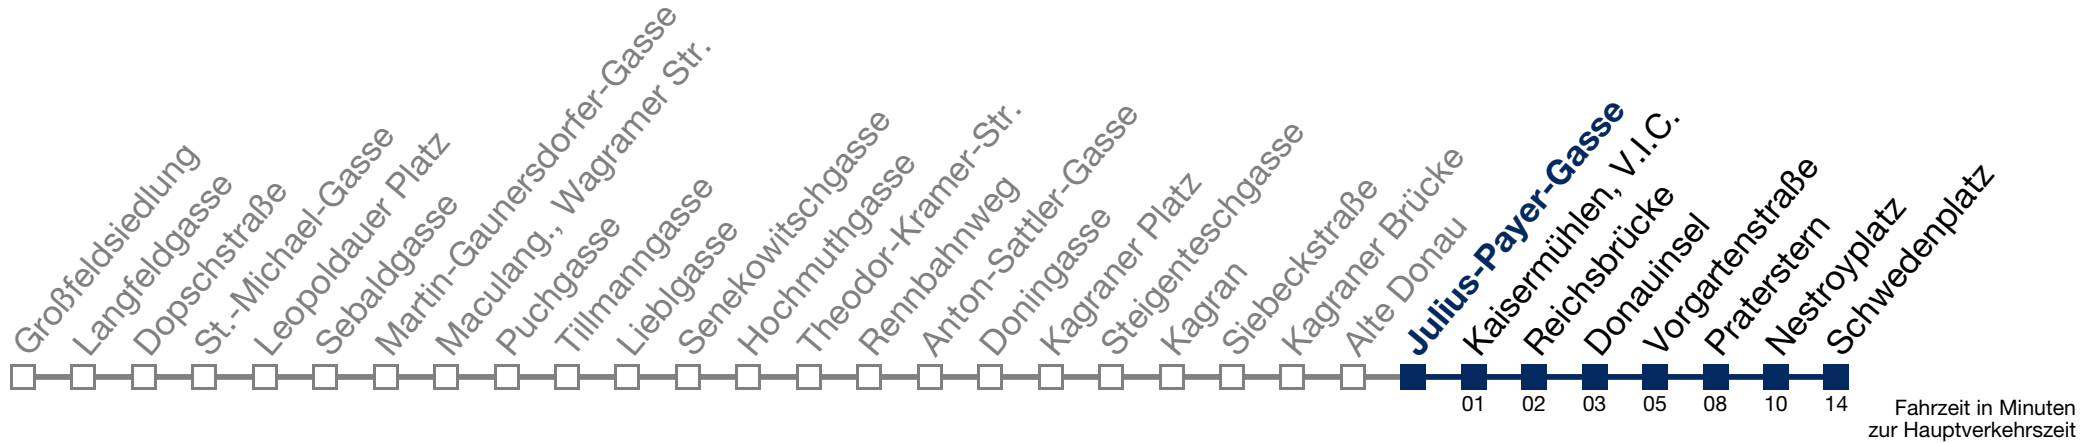 Großfeldsiedlung
Langfeldgasse
Dopschstraße
St.-Michael-Gasse
Leopoldauer Platz
Sebaldgasse
Martin-Gaunersdorfer-Gasse
Maculang., Wagramer Str.
Puchgasse
Tillmanngasse
Lieblgasse
Senekowitschgasse
Hochmuthgasse
Theodor-Kramer-Str.
Rennbahnweg
Anton-Sattler-Gasse
Doningasse
Kagraner Platz
Steigenteschgasse
Kagran
Siebeckstraße
Kagraner Brücke
Alte Donau
Julius-Payer-Gasse
Kaisermühlen, V.I.C.
Reichsbrücke
Donauinsel
Vorgartenstraße
Praterstern
Nestroyplatz
Schwedenplatz
01 02 03 05 08 10 14
Fahrzeit in Minuten
zur Hauptverkehrszeit